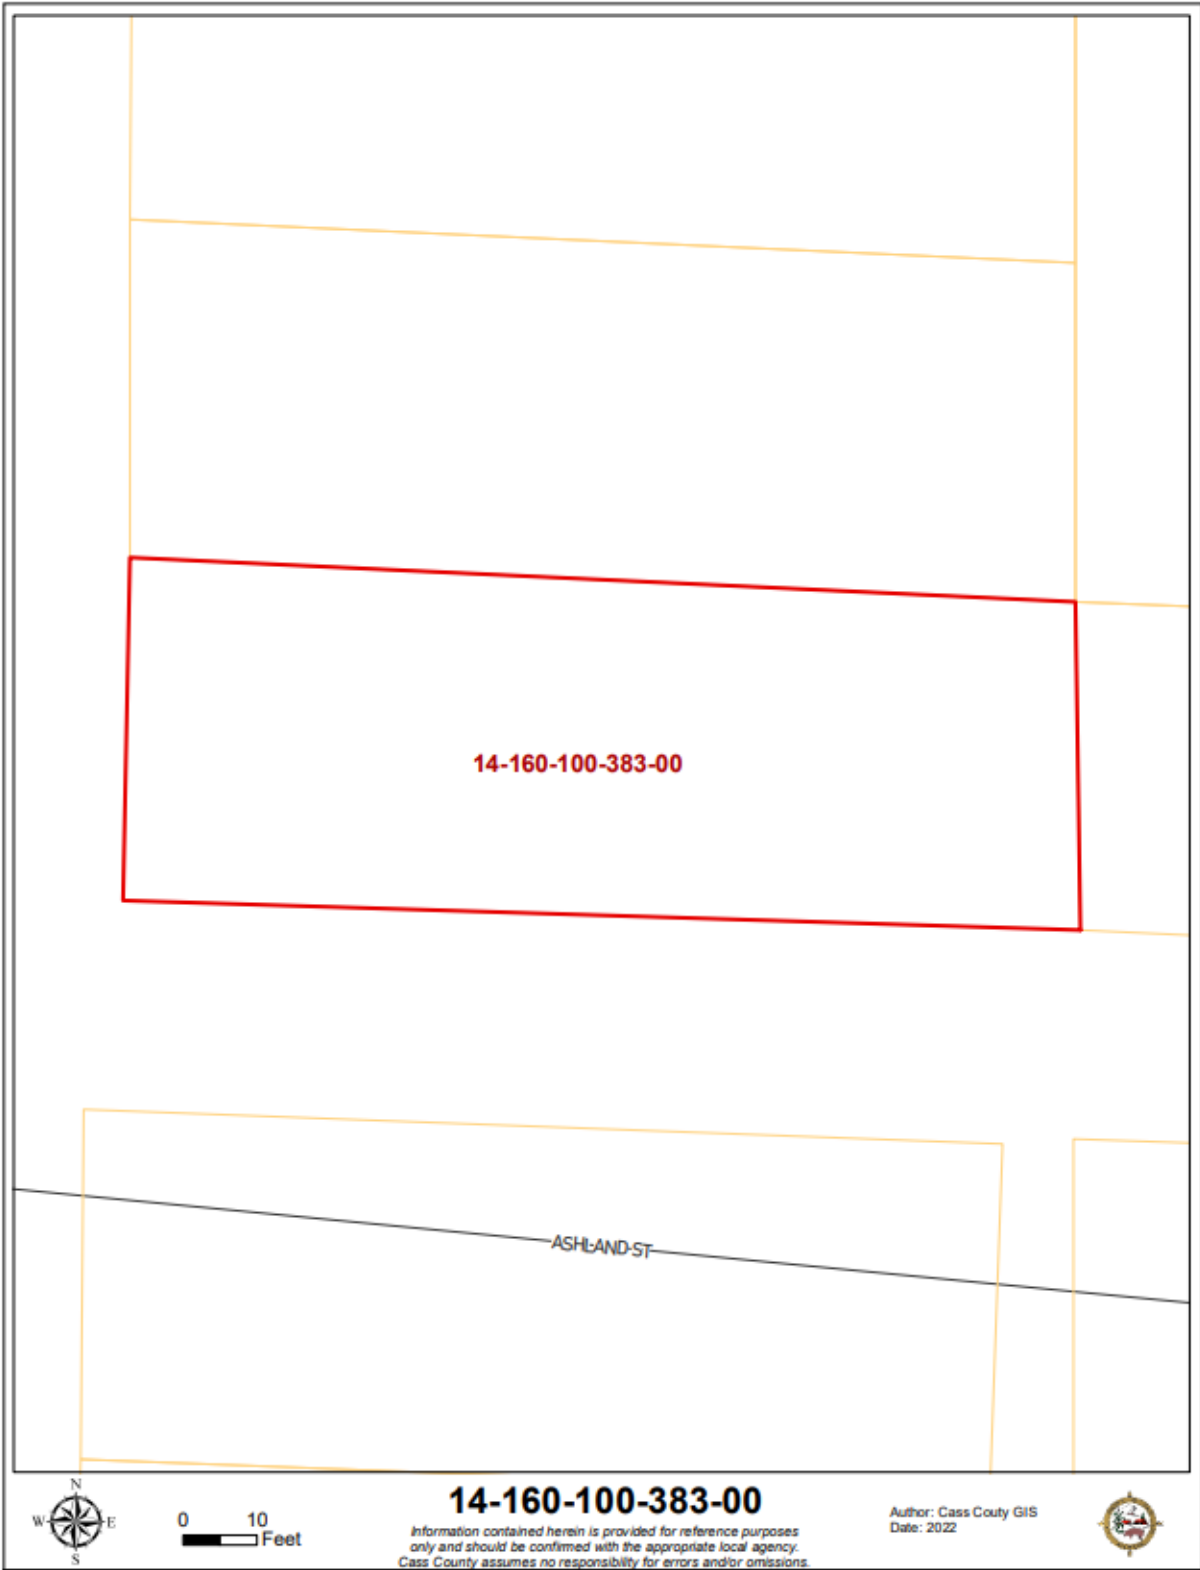 14-160-100-383-00
ASHLAND ST
N
W E
S
0 10
Feet
14-160-100-383-00
Information contained herein is provided for reference purposes
only and should be confirmed with the appropriate local agency.
Cass County assumes no responsibility for errors and/or omissions.
Author: Cass Couty GIS
Date: 2022